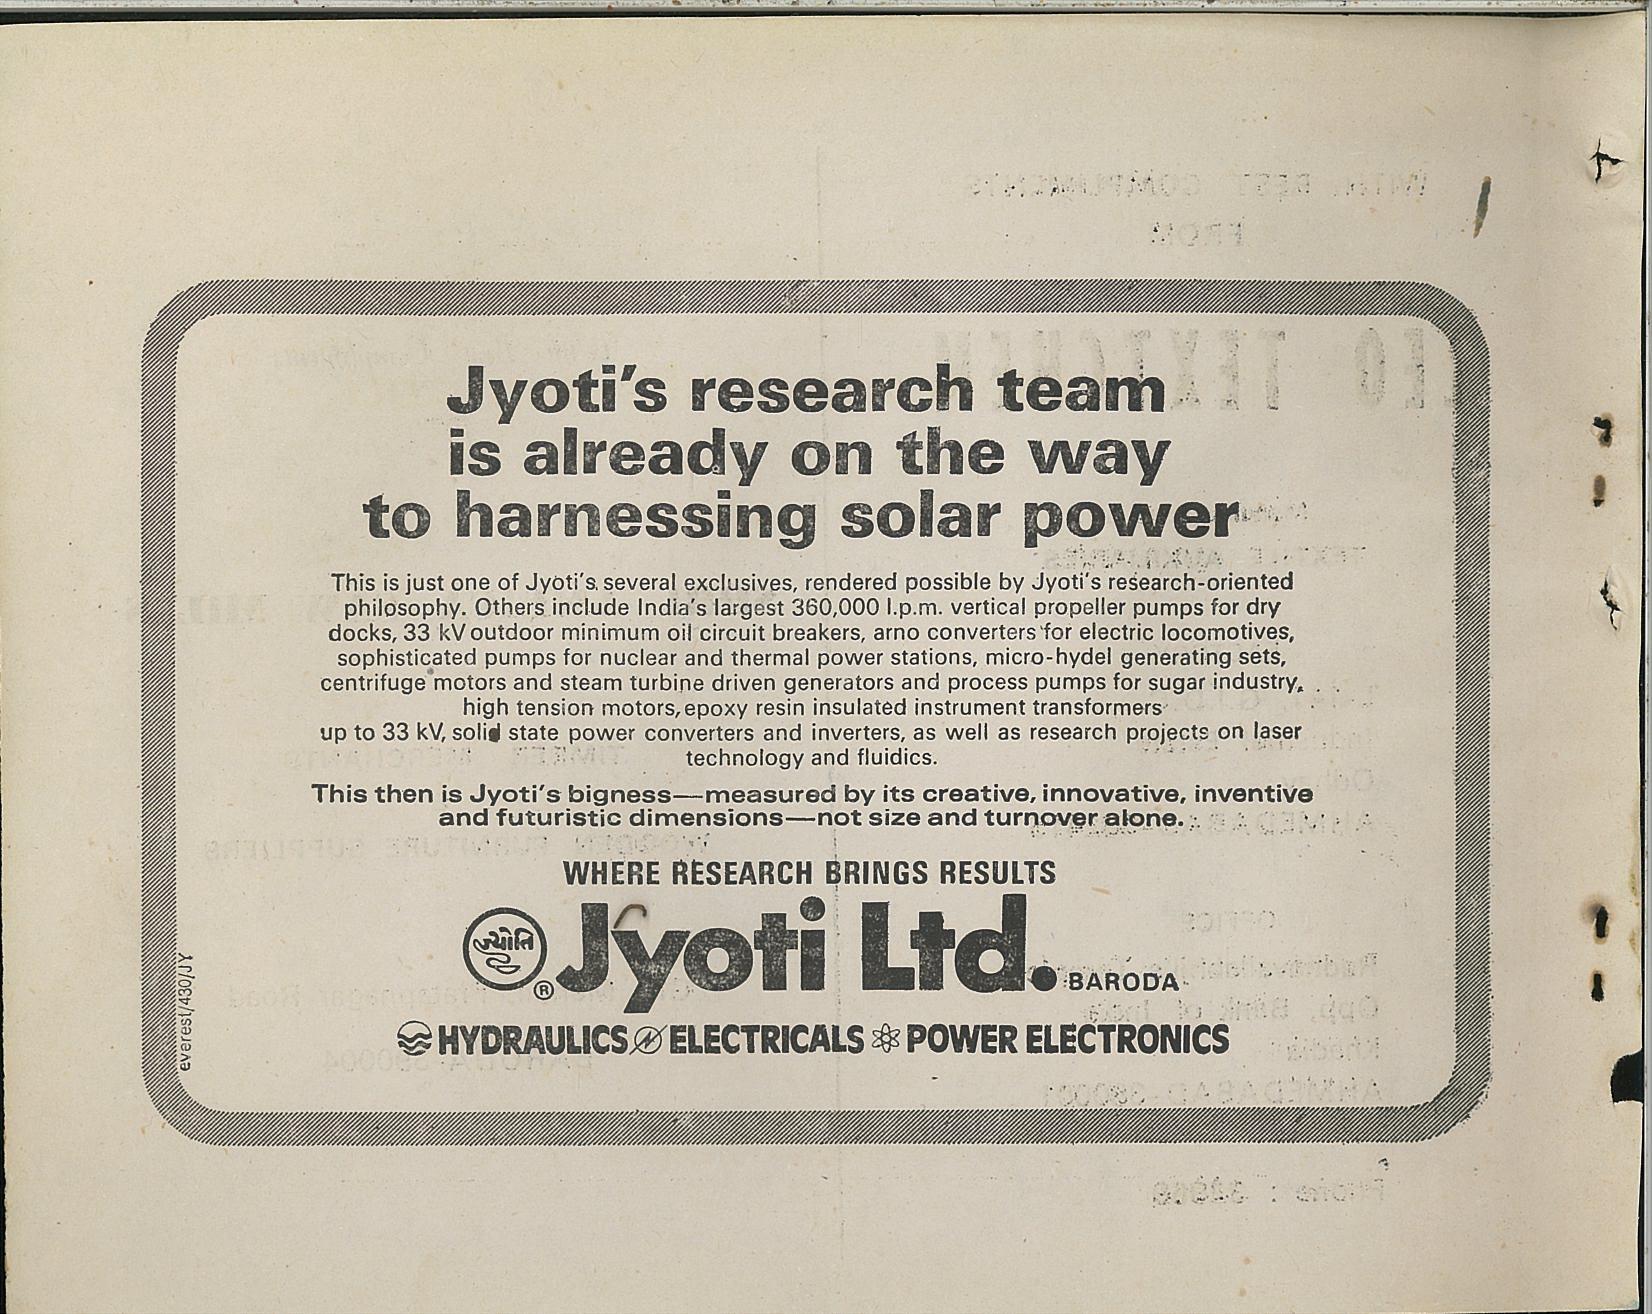 Jyoti's research team
is already on the way
to harnessing solar power
This is just one of Jyoti's several exclusives, rendered possible by Jyoti's research-oriented
philosophy. Others include India's largest 360,000 l.p.m. vertical propeller pumps for dry
docks, 33 kV outdoor minimum oil circuit breakers, arno converters for electric locomotives,
sophisticated pumps for nuclear and thermal power stations, micro-hydel generating sets,
centrifuge motors and steam turbine driven generators and process pumps for sugar industry,
high tension motors, epoxy resin insulated instrument transformers
up to 33 kV, solid state power converters and inverters, as well as research projects on laser
technology and fluidics.
This then is Jyoti's bigness—measured by its creative, innovative, inventive
and futuristic dimensions—not size and turnover alone.
WHERE RESEARCH BRINGS RESULTS
ज्योति ® Jyoti Ltd. BARODA
HYDRAULICS ELECTRICALS POWER ELECTRONICS
everest/430/JY